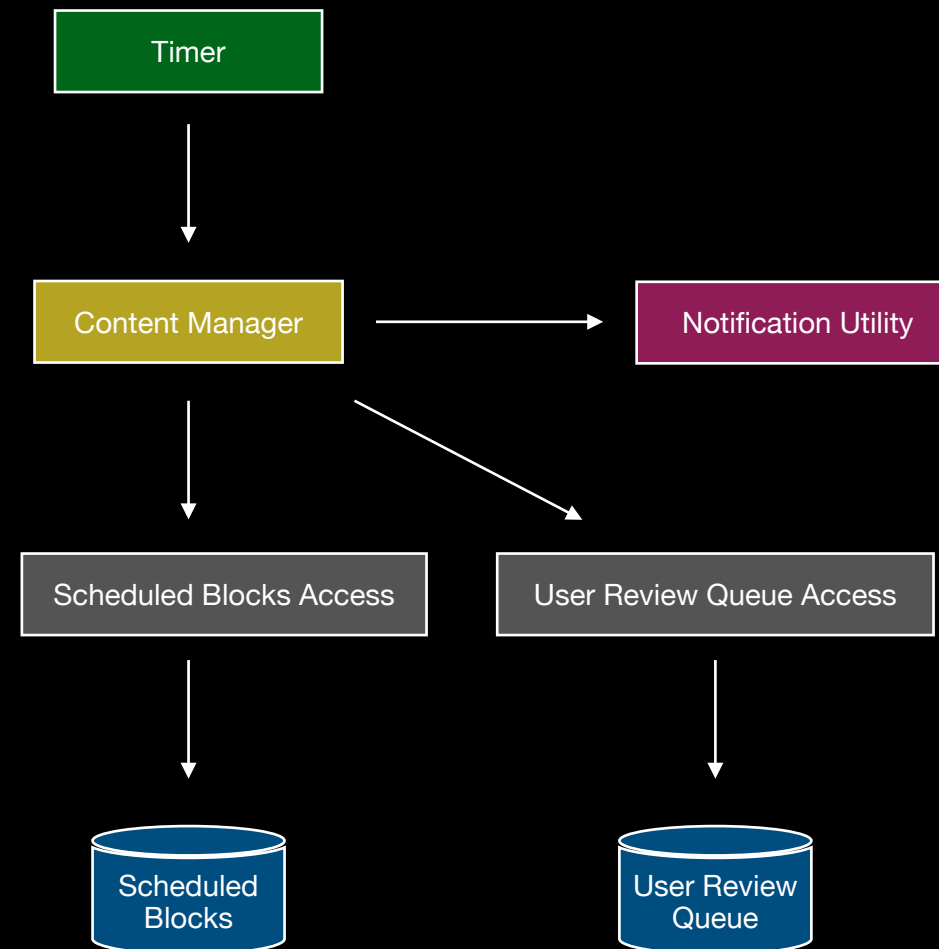 Timer
Content Manager
Notification Utility
Scheduled Blocks Access
User Review Queue Access
Scheduled
Blocks
User Review
Queue